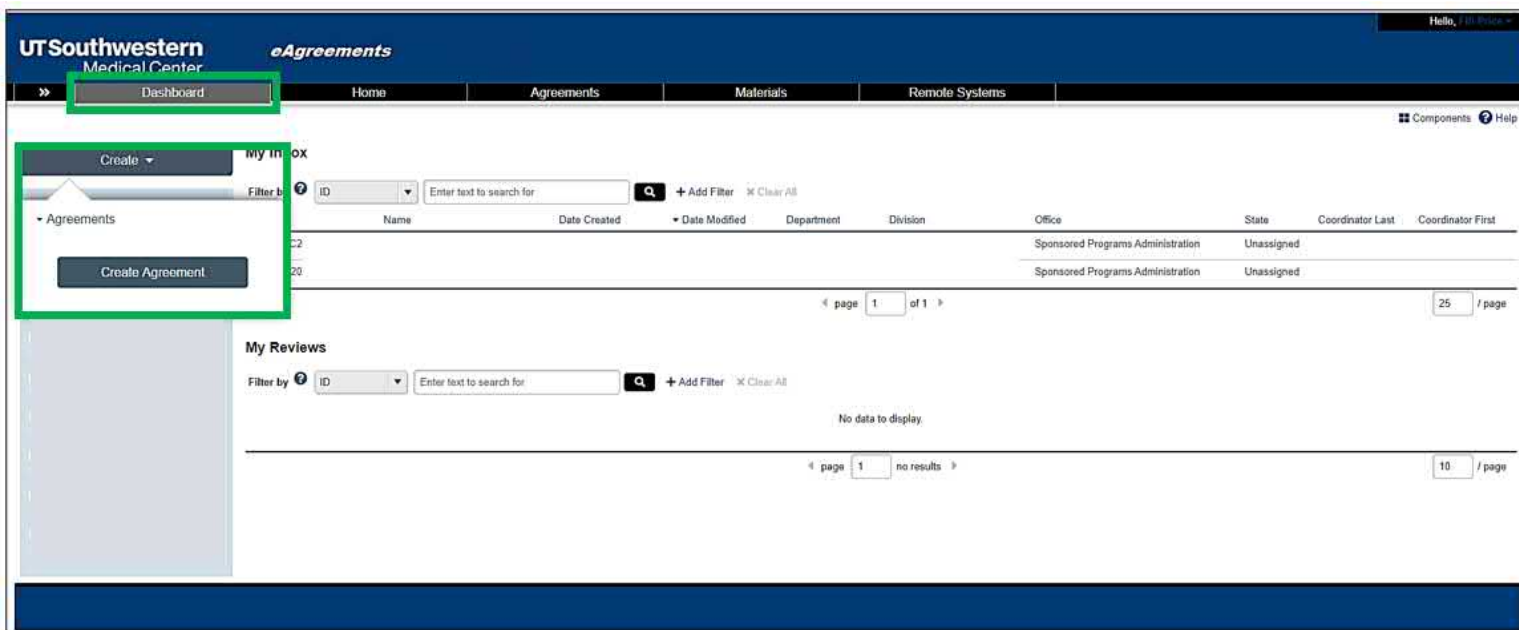 Hello,
UT Southwestern
Medical Center
eAgreements
» Dashboard Home Agreements Materials Remote Systems
Components ? Help
Create
Agreements
Create Agreement
My Inbox
Filter by ? ID Enter text to search for + Add Filter × Clear All
Name Date Created Date Modified Department Division Office State Coordinator Last Coordinator First
C2 Sponsored Programs Administration Unassigned
20 Sponsored Programs Administration Unassigned
page 1 of 1 25 / page
My Reviews
Filter by ? ID Enter text to search for + Add Filter × Clear All
No data to display.
page 1 no results 10 / page